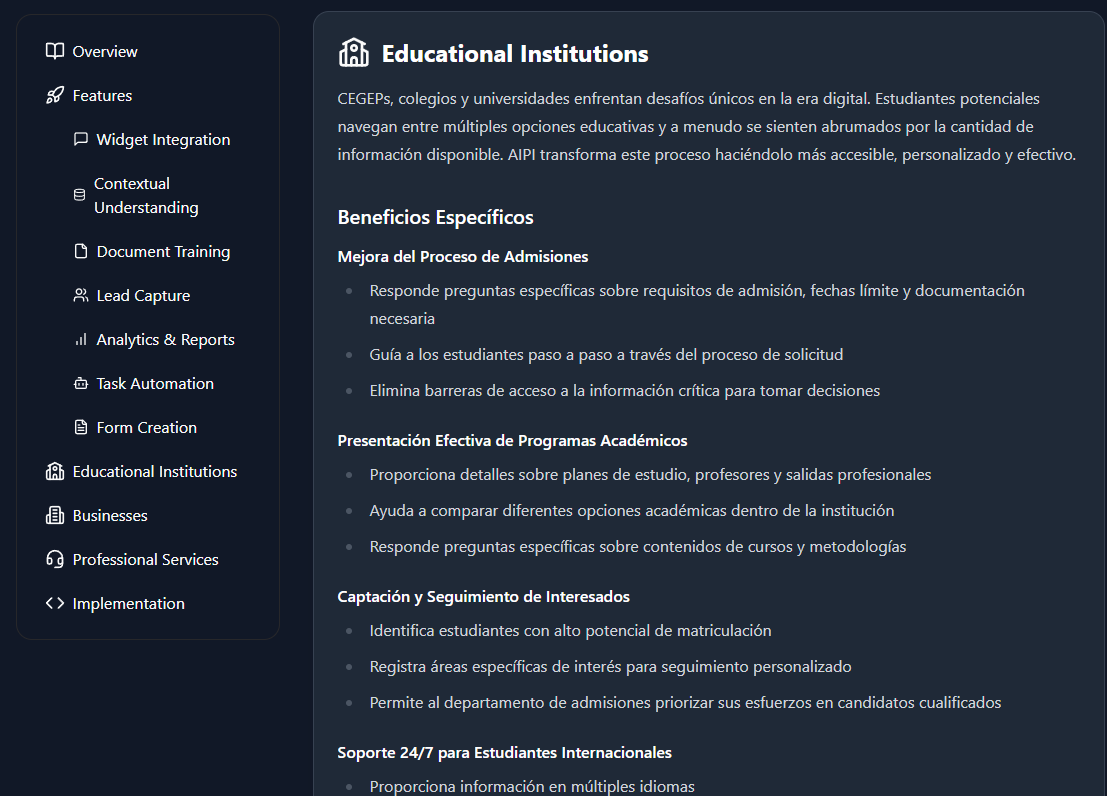 Overview
Features
Widget Integration
Contextual
Understanding
Document Training
Lead Capture
Analytics & Reports
Task Automation
Form Creation
Educational Institutions
Businesses
Professional Services
Implementation
Educational Institutions
CEGEPs, colegios y universidades enfrentan desafíos únicos en la era digital. Estudiantes potenciales
navegan entre múltiples opciones educativas y a menudo se sienten abrumados por la cantidad de
información disponible. AIPI transforma este proceso haciéndolo más accesible, personalizado y efectivo.
Beneficios Específicos
Mejora del Proceso de Admisiones
Responde preguntas específicas sobre requisitos de admisión, fechas límite y documentación
necesaria
Guía a los estudiantes paso a paso a través del proceso de solicitud
Elimina barreras de acceso a la información crítica para tomar decisiones
Presentación Efectiva de Programas Académicos
Proporciona detalles sobre planes de estudio, profesores y salidas profesionales
Ayuda a comparar diferentes opciones académicas dentro de la institución
Responde preguntas específicas sobre contenidos de cursos y metodologías
Captación y Seguimiento de Interesados
Identifica estudiantes con alto potencial de matriculación
Registra áreas específicas de interés para seguimiento personalizado
Permite al departamento de admisiones priorizar sus esfuerzos en candidatos cualificados
Soporte 24/7 para Estudiantes Internacionales
Proporciona información en múltiples idiomas